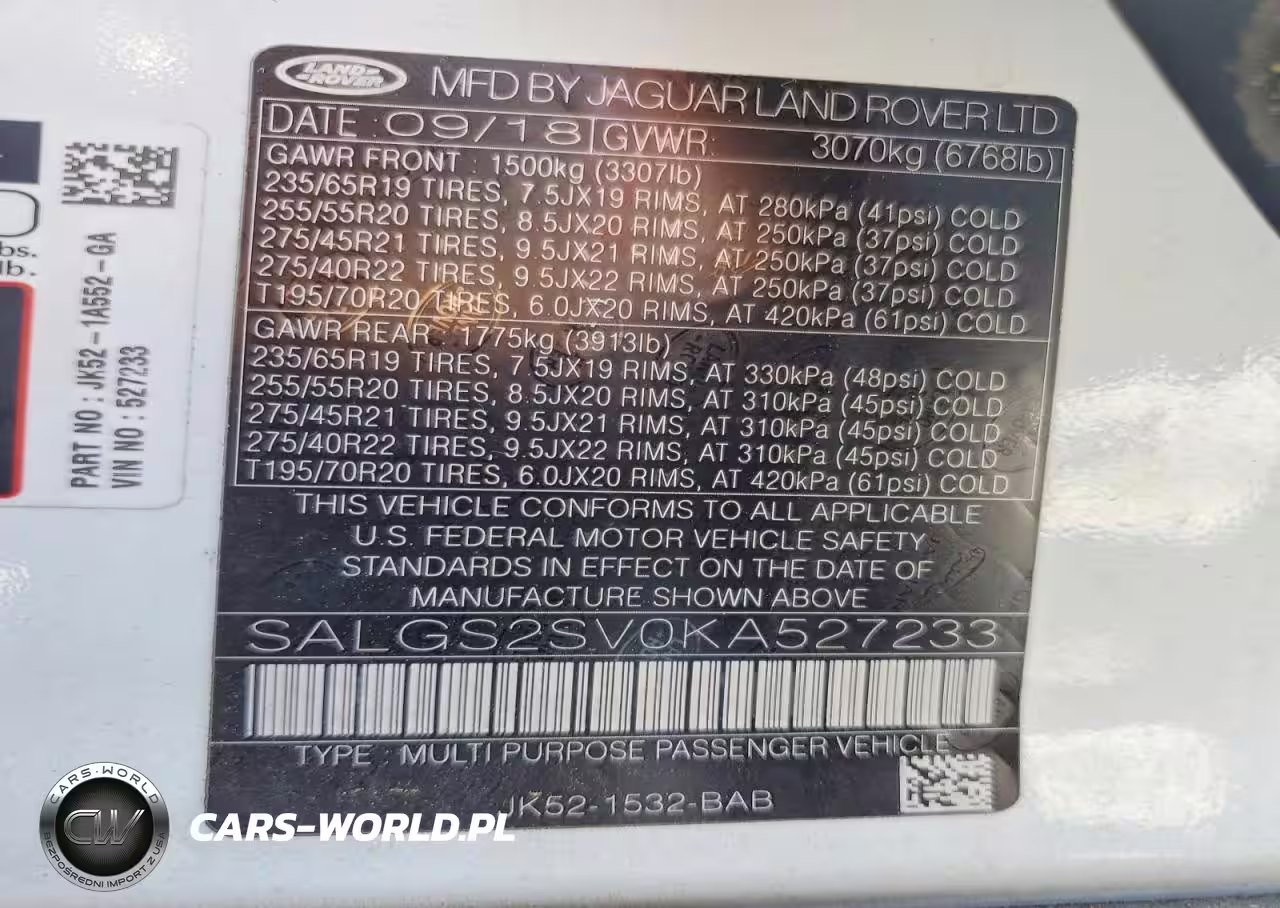 LAND ROVER
MFD BY JAGUAR LAND ROVER LTD
DATE : 09/18 GVWR: 3070kg (6768lb)
GAWR FRONT : 1500kg (3307lb)
235/65R19 TIRES, 7.5JX19 RIMS, AT 280kPa (41psi) COLD
255/55R20 TIRES, 8.5JX20 RIMS, AT 250kPa (37psi) COLD
275/45R21 TIRES, 9.5JX21 RIMS, AT 250kPa (37psi) COLD
275/40R22 TIRES, 9.5JX22 RIMS, AT 250kPa (37psi) COLD
T195/70R20 TIRES, 6.0JX20 RIMS, AT 420kPa (61psi) COLD
GAWR REAR : 1775kg (3913lb)
235/65R19 TIRES, 7.5JX19 RIMS, AT 330kPa (48psi) COLD
255/55R20 TIRES, 8.5JX20 RIMS, AT 310kPa (45psi) COLD
275/45R21 TIRES, 9.5JX21 RIMS, AT 310kPa (45psi) COLD
275/40R22 TIRES, 9.5JX22 RIMS, AT 310kPa (45psi) COLD
T195/70R20 TIRES, 6.0JX20 RIMS, AT 420kPa (61psi) COLD
THIS VEHICLE CONFORMS TO ALL APPLICABLE
U.S. FEDERAL MOTOR VEHICLE SAFETY
STANDARDS IN EFFECT ON THE DATE OF
MANUFACTURE SHOWN ABOVE
SALGS2SV0KA527233
TYPE : MULTI PURPOSE PASSENGER VEHICLE
JK52-1532-BAB
bs.
lb.
PART NO : JK52-1A552-GA
VIN NO : 527233
CARS-WORLD
CW
BEZPOŚREDNI IMPORT Z USA
CARS-WORLD.PL